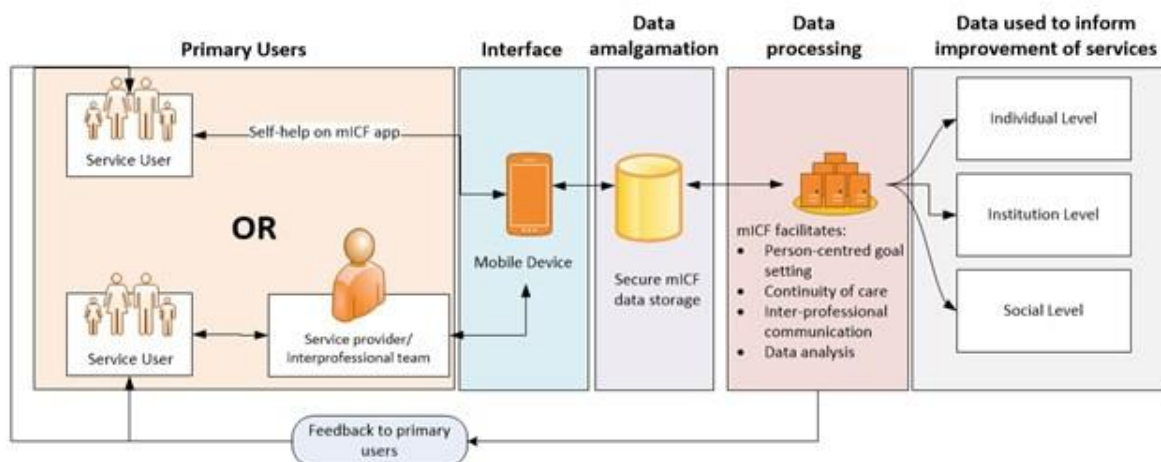 Primary Users
Interface
Data
amalgamation
Data
processing
Data used to inform
improvement of services
Service User
Self-help on mICF app
OR
Service User
Service provider/
interprofessional team
Mobile Device
Secure mICF
data storage
mICF facilitates:
• Person-centred goal
setting
• Continuity of care
• Inter-professional
communication
• Data analysis
Individual Level
Institution Level
Social Level
Feedback to primary
users